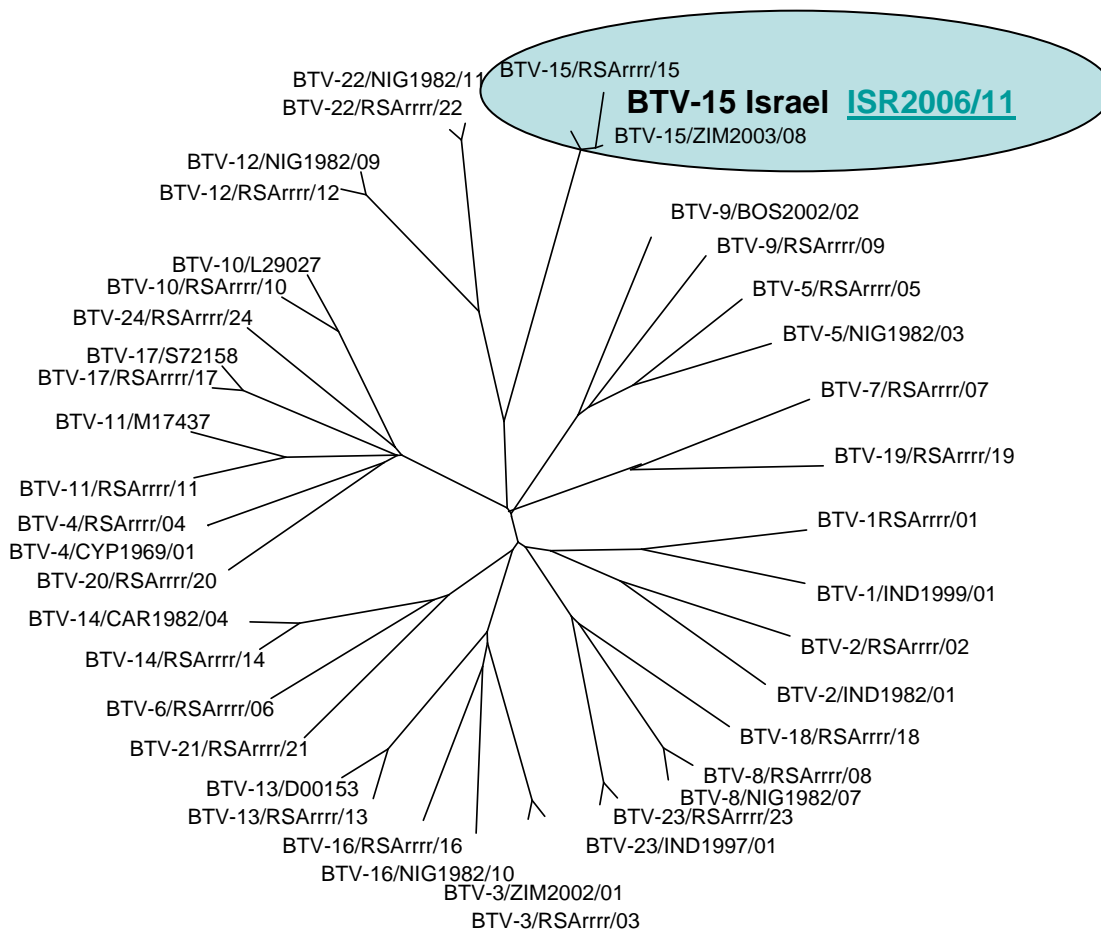 BTV-22/NIG1982/11
BTV-15/RSArrrr/15
BTV-22/RSArrrr/22
BTV-15 Israel ISR2006/11
BTV-15/ZIM2003/08
BTV-12/NIG1982/09
BTV-12/RSArrrr/12
BTV-9/BOS2002/02
BTV-9/RSArrrr/09
BTV-10/L29027
BTV-10/RSArrrr/10
BTV-5/RSArrrr/05
BTV-24/RSArrrr/24
BTV-5/NIG1982/03
BTV-17/S72158
BTV-17/RSArrrr/17
BTV-7/RSArrrr/07
BTV-11/M17437
BTV-19/RSArrrr/19
BTV-11/RSArrrr/11
BTV-4/RSArrrr/04
BTV-1RSArrrr/01
BTV-4/CYP1969/01
BTV-20/RSArrrr/20
BTV-1/IND1999/01
BTV-14/CAR1982/04
BTV-2/RSArrrr/02
BTV-14/RSArrrr/14
BTV-2/IND1982/01
BTV-6/RSArrrr/06
BTV-18/RSArrrr/18
BTV-21/RSArrrr/21
BTV-8/RSArrrr/08
BTV-13/D00153
BTV-8/NIG1982/07
BTV-13/RSArrrr/13
BTV-23/RSArrrr/23
BTV-16/RSArrrr/16
BTV-23/IND1997/01
BTV-16/NIG1982/10
BTV-3/ZIM2002/01
BTV-3/RSArrrr/03